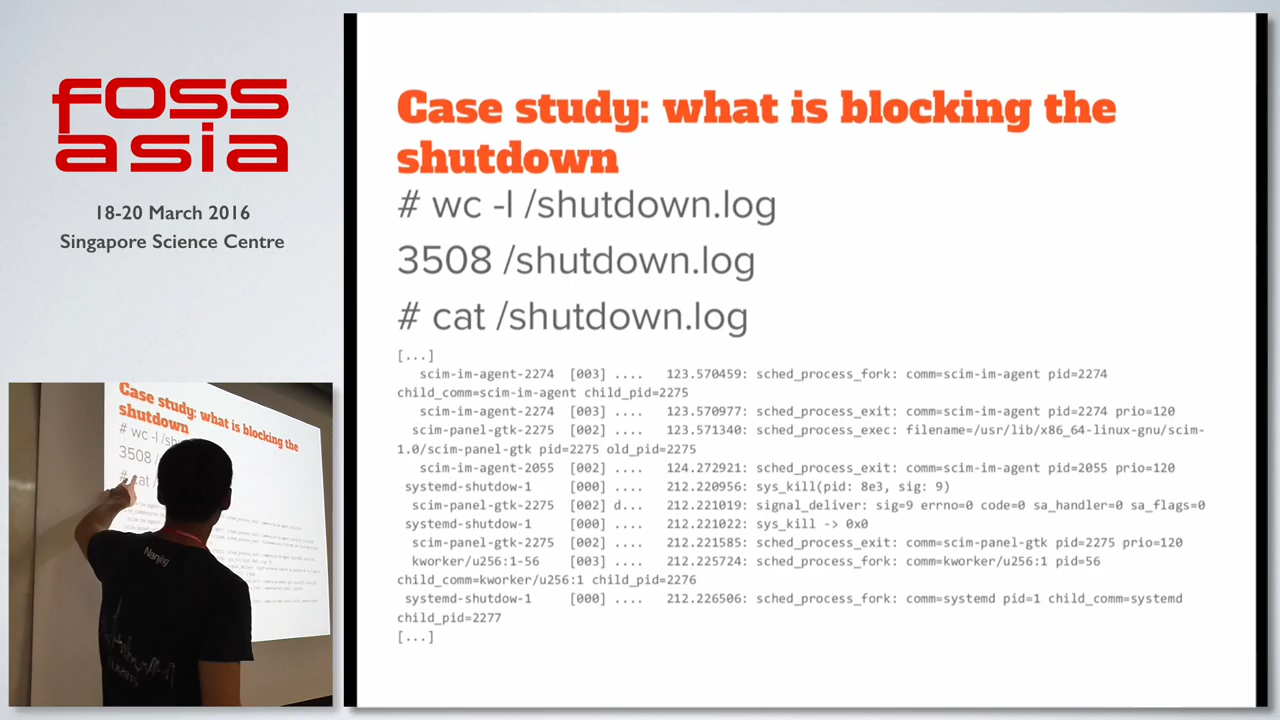 foss
asia
18-20 March 2016
Singapore Science Centre
Case study: what is blocking the
shutdown
# wc -l /shutdown.log
3508 /shutdown.log
# cat /shutdown.log
[...]
scim-im-agent-2274 [003] .... 123.570459: sched_process_fork: comm=scim-im-agent pid=2274
child_comm=scim-im-agent child_pid=2275
scim-im-agent-2274 [003] .... 123.570977: sched_process_exit: comm=scim-im-agent pid=2274 prio=120
scim-panel-gtk-2275 [002] .... 123.571340: sched_process_exec: filename=/usr/lib/x86_64-linux-gnu/scim-
1.0/scim-panel-gtk pid=2275 old_pid=2275
scim-im-agent-2055 [002] .... 124.272921: sched_process_exit: comm=scim-im-agent pid=2055 prio=120
systemd-shutdow-1 [000] .... 212.220956: sys_kill(pid: 8e3, sig: 9)
scim-panel-gtk-2275 [002] d... 212.221019: signal_deliver: sig=9 errno=0 code=0 sa_handler=0 sa_flags=0
systemd-shutdow-1 [000] .... 212.221022: sys_kill -> 0x0
scim-panel-gtk-2275 [002] .... 212.221585: sched_process_exit: comm=scim-panel-gtk pid=2275 prio=120
kworker/u256:1-56 [003] .... 212.225724: sched_process_fork: comm=kworker/u256:1 pid=56
child_comm=kworker/u256:1 child_pid=2276
systemd-shutdow-1 [000] .... 212.226506: sched_process_fork: comm=systemd pid=1 child_comm=systemd
child_pid=2277
[...]
Case study: what is blocking the
shutdown
# wc -l /sh
3508
# cat /
Nanjing